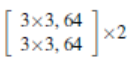 [ 3×3, 64
3×3, 64 ] ×2